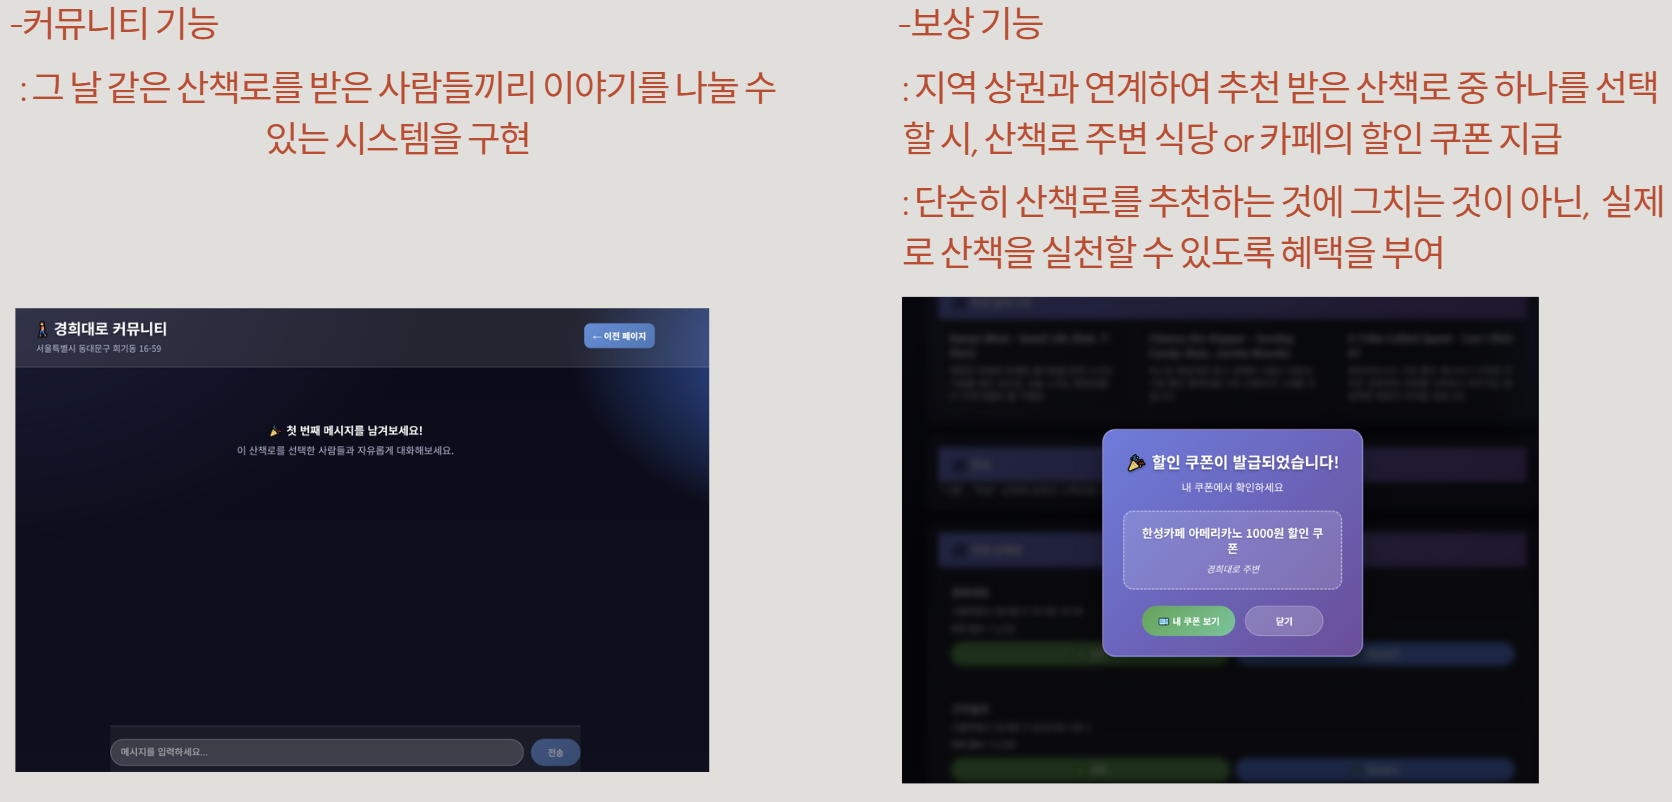 -커뮤니티 기능
: 그 날 같은 산책로를 받은 사람들끼리 이야기를 나눌 수
있는 시스템을 구현
경희대로 커뮤니티
서울특별시 동대문구 회기동 16-59
← 이전 페이지
첫 번째 메시지를 남겨보세요!
이 산책로를 선택한 사람들과 자유롭게 대화해보세요.
메시지를 입력하세요...
전송
-보상 기능
: 지역 상권과 연계하여 추천 받은 산책로 중 하나를 선택
할 시, 산책로 주변 식당 or 카페의 할인 쿠폰 지급
: 단순히 산책로를 추천하는 것에 그치는 것이 아닌, 실제
로 산책을 실천할 수 있도록 혜택을 부여
할인 쿠폰이 발급되었습니다!
내 쿠폰에서 확인하세요
한성카페 아메리카노 1000원 할인 쿠
폰
경희대로 주변
내 쿠폰 보기
닫기